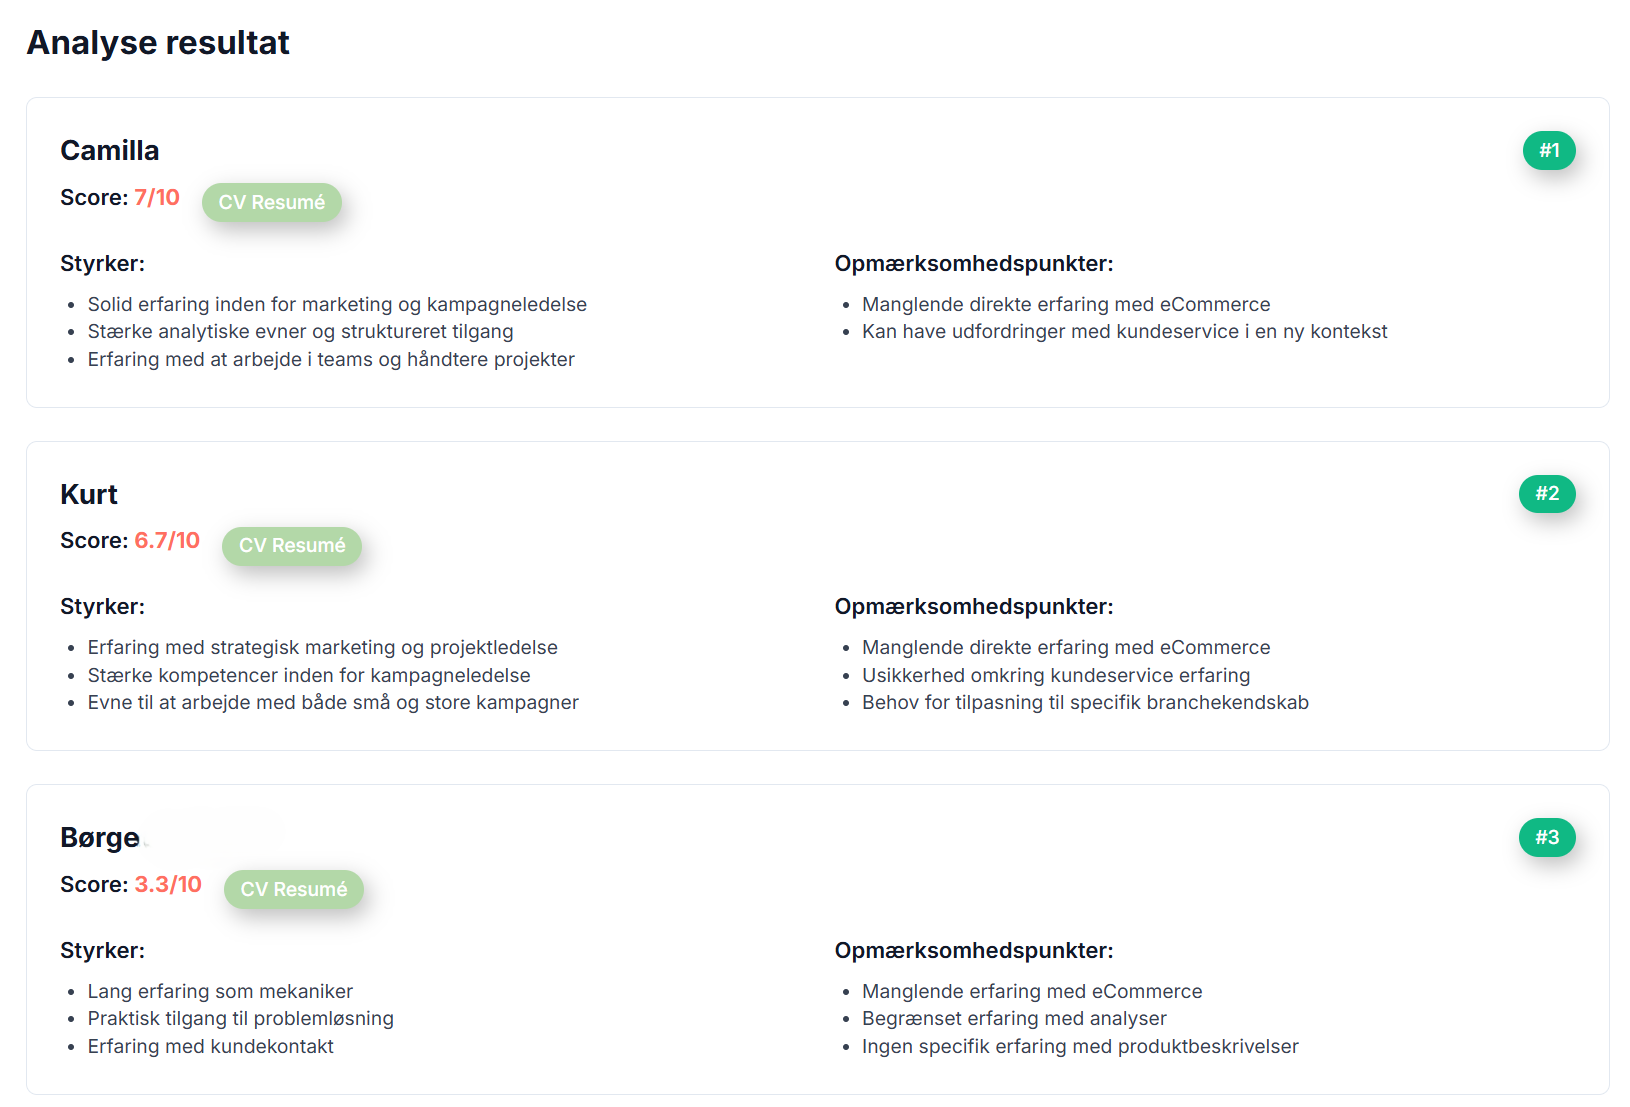 Analyse resultat
Camilla
#1
Score: 7/10
CV Resumé
Styrker:
Solid erfaring inden for marketing og kampagneledelse
Stærke analytiske evner og struktureret tilgang
Erfaring med at arbejde i teams og håndtere projekter
Opmærksomhedspunkter:
Manglende direkte erfaring med eCommerce
Kan have udfordringer med kundeservice i en ny kontekst
Kurt
#2
Score: 6.7/10
CV Resumé
Styrker:
Erfaring med strategisk marketing og projektledelse
Stærke kompetencer inden for kampagneledelse
Evne til at arbejde med både små og store kampagner
Opmærksomhedspunkter:
Manglende direkte erfaring med eCommerce
Usikkerhed omkring kundeservice erfaring
Behov for tilpasning til specifik branchekendskab
Børge
#3
Score: 3.3/10
CV Resumé
Styrker:
Lang erfaring som mekaniker
Praktisk tilgang til problemløsning
Erfaring med kundekontakt
Opmærksomhedspunkter:
Manglende erfaring med eCommerce
Begrænset erfaring med analyser
Ingen specifik erfaring med produktbeskrivelser